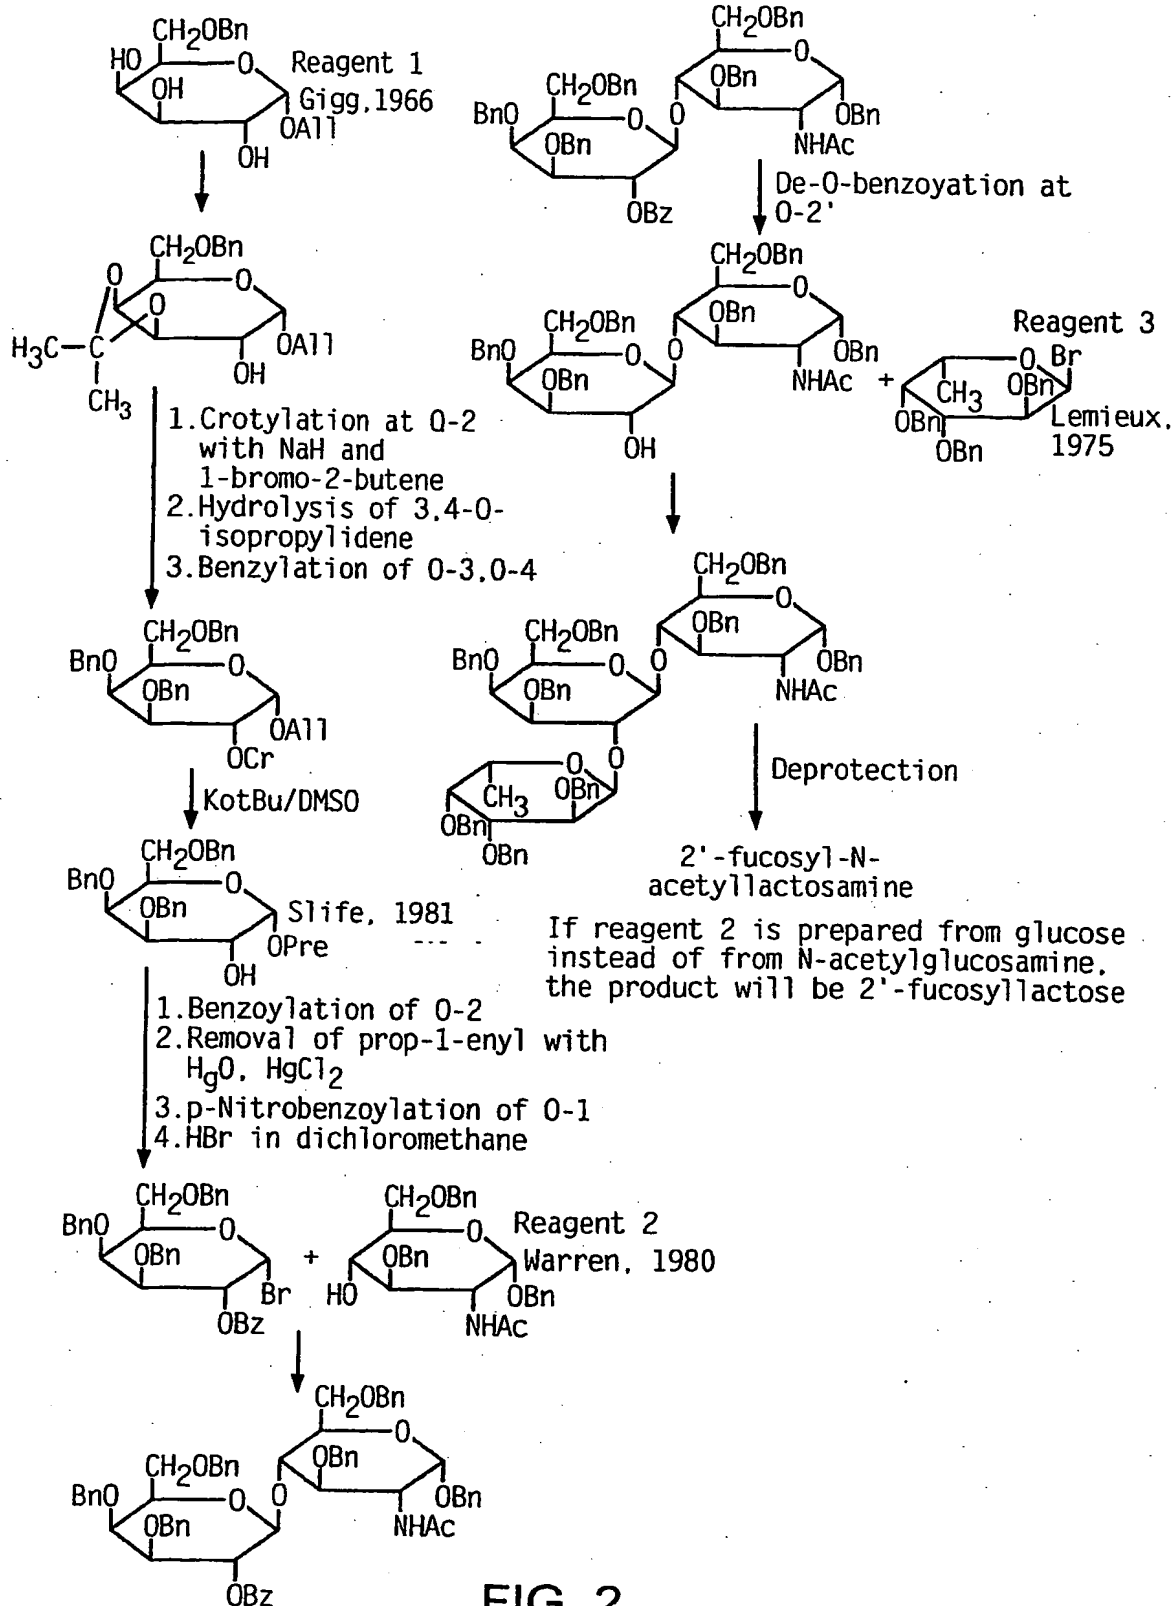 CH2OBn
HO
O
Reagent 1
OH
Gigg,1966
OAll
OH
CH2OBn
O
O
O
H3C
C
OAll
OH
CH3
1.Crotylation at O-2
with NaH and
1-bromo-2-butene
2.Hydrolysis of 3,4-O-
isopropylidene
3.Benzylation of O-3,O-4
CH2OBn
BnO
O
OBn
OAll
OCr
KotBu/DMSO
CH2OBn
BnO
O
OBn
Slife, 1981
OPre
OH
1.Benzoylation of O-2
2.Removal of prop-1-enyl with
HgO, HgCl2
3.p-Nitrobenzoylation of O-1
4.HBr in dichloromethane
CH2OBn
BnO
O
OBn
Br
OBz
+
CH2OBn
O
Reagent 2
OBn
Warren, 1980
HO
OBn
NHAc
CH2OBn
O
OBn
CH2OBn
BnO
O
O
OBn
OBn
NHAc
OBz
CH2OBn
O
OBn
CH2OBn
BnO
O
O
OBn
OBn
NHAc
OBz
De-O-benzoyation at
O-2'
CH2OBn
O
OBn
CH2OBn
BnO
O
O
OBn
OBn
NHAc
OH
+
Reagent 3
O
Br
CH3
OBn
OBn
Lemieux,
OBn
1975
CH2OBn
O
OBn
CH2OBn
BnO
O
O
OBn
OBn
NHAc
O
O
CH3
OBn
OBn
OBn
Deprotection
2'-fucosyl-N-
acetyllactosamine
If reagent 2 is prepared from glucose
instead of from N-acetylglucosamine,
the product will be 2'-fucosyllactose
FIG. 2